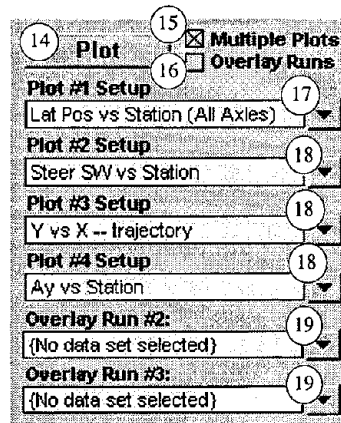 15
14 Plot Multiple Plots
16 Overlay Runs
Plot #1 Setup 17
Lat Pos vs Station (All Axles)
Plot #2 Setup 18
Steer SW vs Station
Plot #3 Setup 18
Y vs X -- trajectory
Plot #4 Setup 18
Ay vs Station
Overlay Run #2: 19
{No data set selected}
Overlay Run #3: 19
{No data set selected}